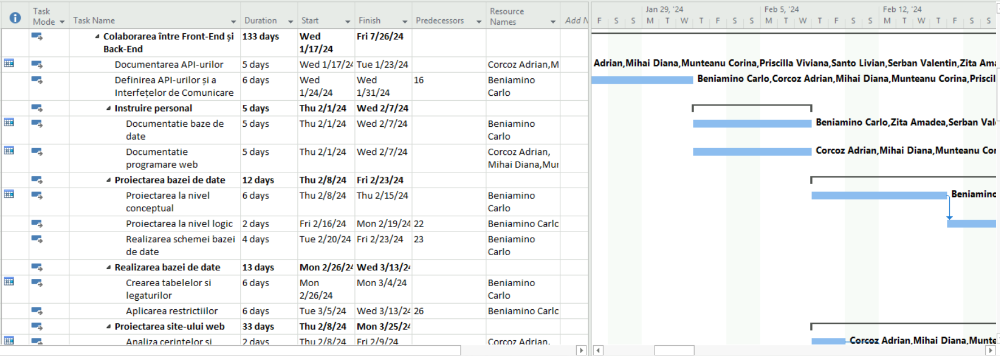 Task
Mode
Task Name
Duration
Start
Finish
Predecessors
Resource
Names
Add N
Jan 29, '24
Feb 5, '24
Feb 12, '24
F S S M T W T F S S M T W T F S S M T W T F S S
Colaborarea între Front-End și
Back-End
133 days
Wed
1/17/24
Fri 7/26/24
Documentarea API-urilor
5 days
Wed 1/17/24
Tue 1/23/24
Corcoz Adrian,M
Adrian,Mihai Diana,Munteanu Corina,Priscilla Viviana,Santo Livian,Serban Valentin,Zita Ama
Definirea API-urilor și a
Interfețelor de Comunicare
6 days
Wed
1/24/24
Wed
1/31/24
16
Beniamino
Carlo
Beniamino Carlo,Corcoz Adrian,Mihai Diana,Munteanu Corina,Priscil
Instruire personal
5 days
Thu 2/1/24
Wed 2/7/24
Documentatie baze de
date
5 days
Thu 2/1/24
Wed 2/7/24
Beniamino
Carlo
Beniamino Carlo,Zita Amadea,Serban Val
Documentatie
programare web
5 days
Thu 2/1/24
Wed 2/7/24
Corcoz Adrian,
Mihai Diana,Mur
Corcoz Adrian,Mihai Diana,Munteanu Cor
Proiectarea bazei de date
12 days
Thu 2/8/24
Fri 2/23/24
Proiectarea la nivel
conceptual
6 days
Thu 2/8/24
Thu 2/15/24
Beniamino
Carlo
Beniamino
Proiectarea la nivel logic
2 days
Fri 2/16/24
Mon 2/19/24
22
Beniamino Carlo
Realizarea schemei bazei
de date
4 days
Tue 2/20/24
Fri 2/23/24
23
Beniamino
Carlo
Realizarea bazei de date
13 days
Mon 2/26/24
Wed 3/13/24
Crearea tabelelor si
legaturilor
6 days
Mon
2/26/24
Mon 3/4/24
Beniamino
Carlo
Aplicarea restrictiilor
6 days
Tue 3/5/24
Wed 3/13/24
26
Beniamino Carlo
Proiectarea site-ului web
33 days
Thu 2/8/24
Mon 3/25/24
Analiza cerintelor si
2 days
Thu 2/8/24
Fri 2/9/24
Corcoz Adrian,
Corcoz Adrian,Mihai Diana,Munte